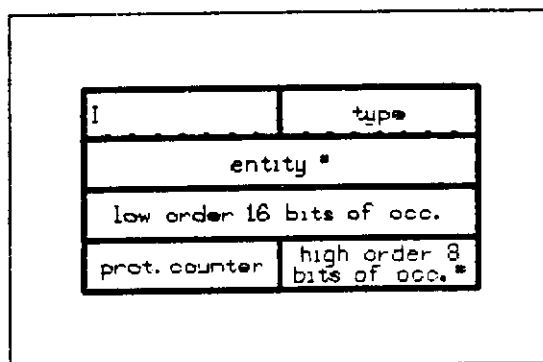 I type
entity #
low order 16 bits of occ.
prot. counter high order 8
bits of occ. #